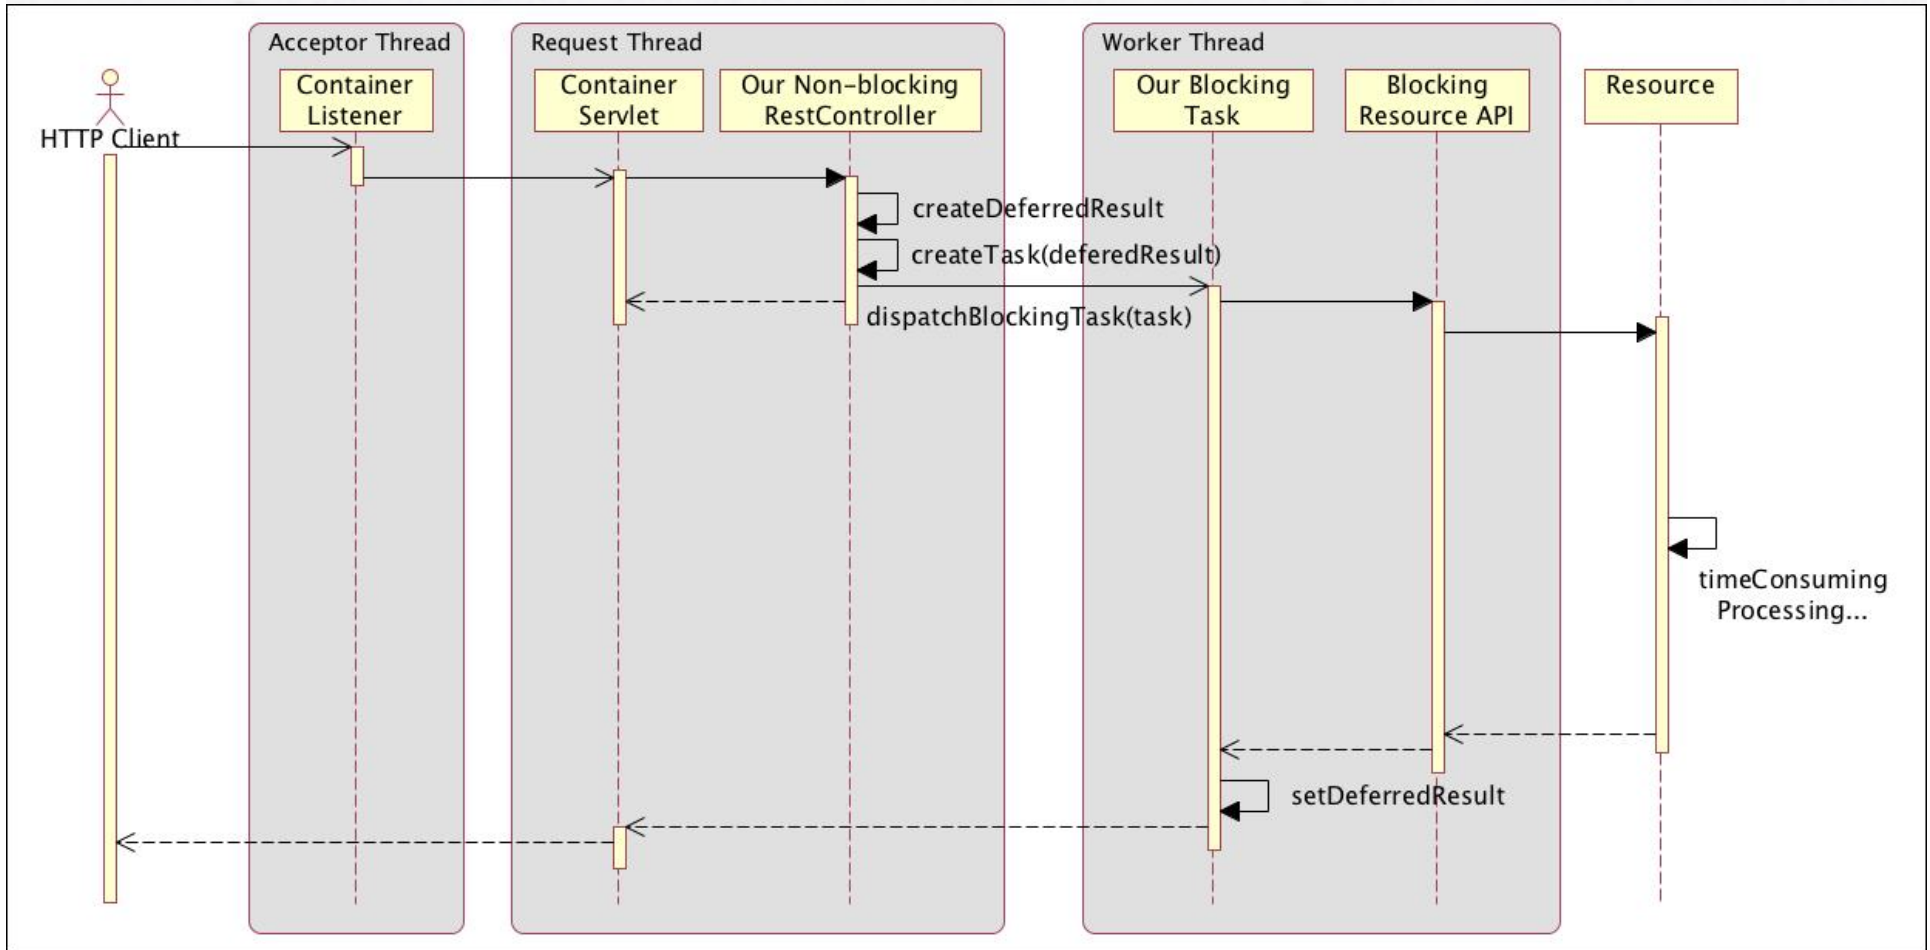 Acceptor Thread
Request Thread
Worker Thread
Container
Listener
Container
Servlet
Our Non-blocking
RestController
Our Blocking
Task
Blocking
Resource API
Resource
HTTP Client
createDeferredResult
createTask(deferedResult)
dispatchBlockingTask(task)
timeConsuming
Processing...
setDeferredResult